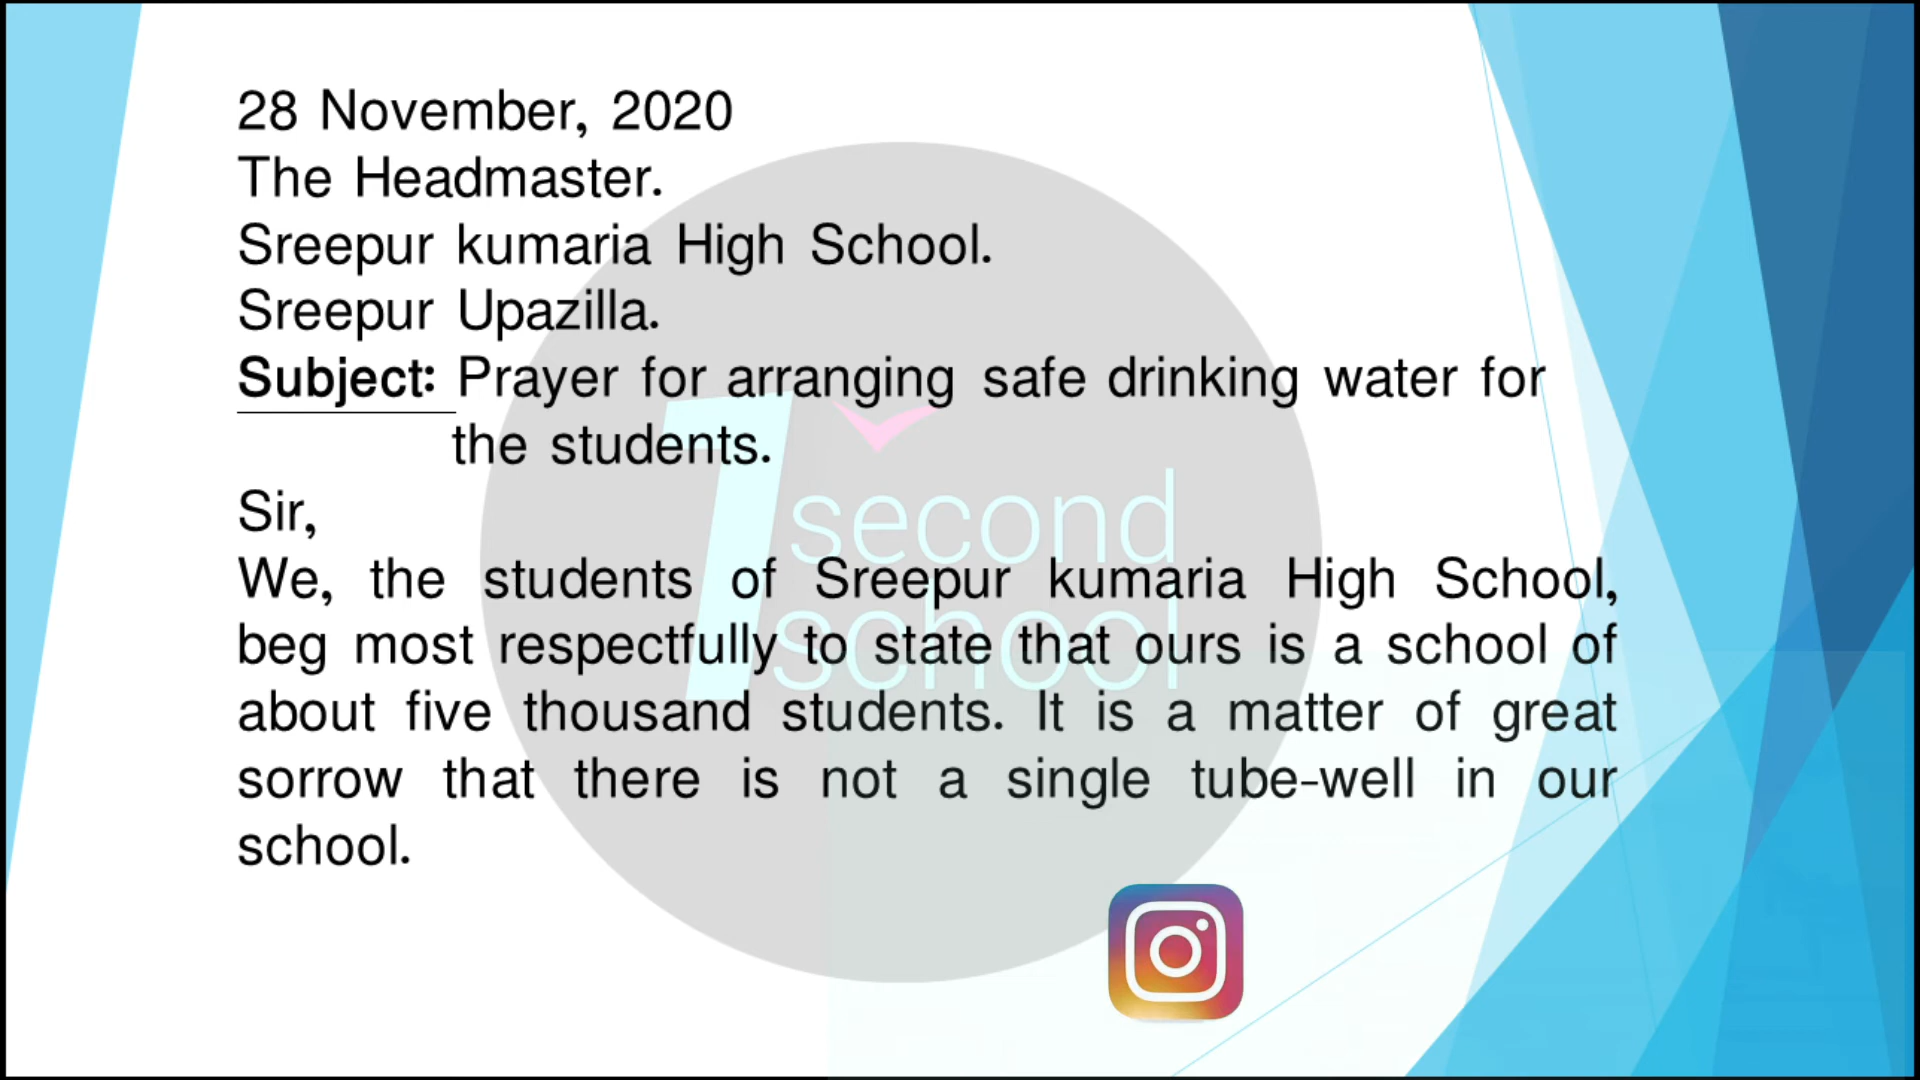 28 November, 2020
The Headmaster.
Sreepur kumaria High School.
Sreepur Upazilla.
Subject: Prayer for arranging safe drinking water for
the students.
Sir,
We, the students of Sreepur kumaria High School,
beg most respectfully to state that ours is a school of
about five thousand students. It is a matter of great
sorrow that there is not a single tube-well in our
school.
1 second
school